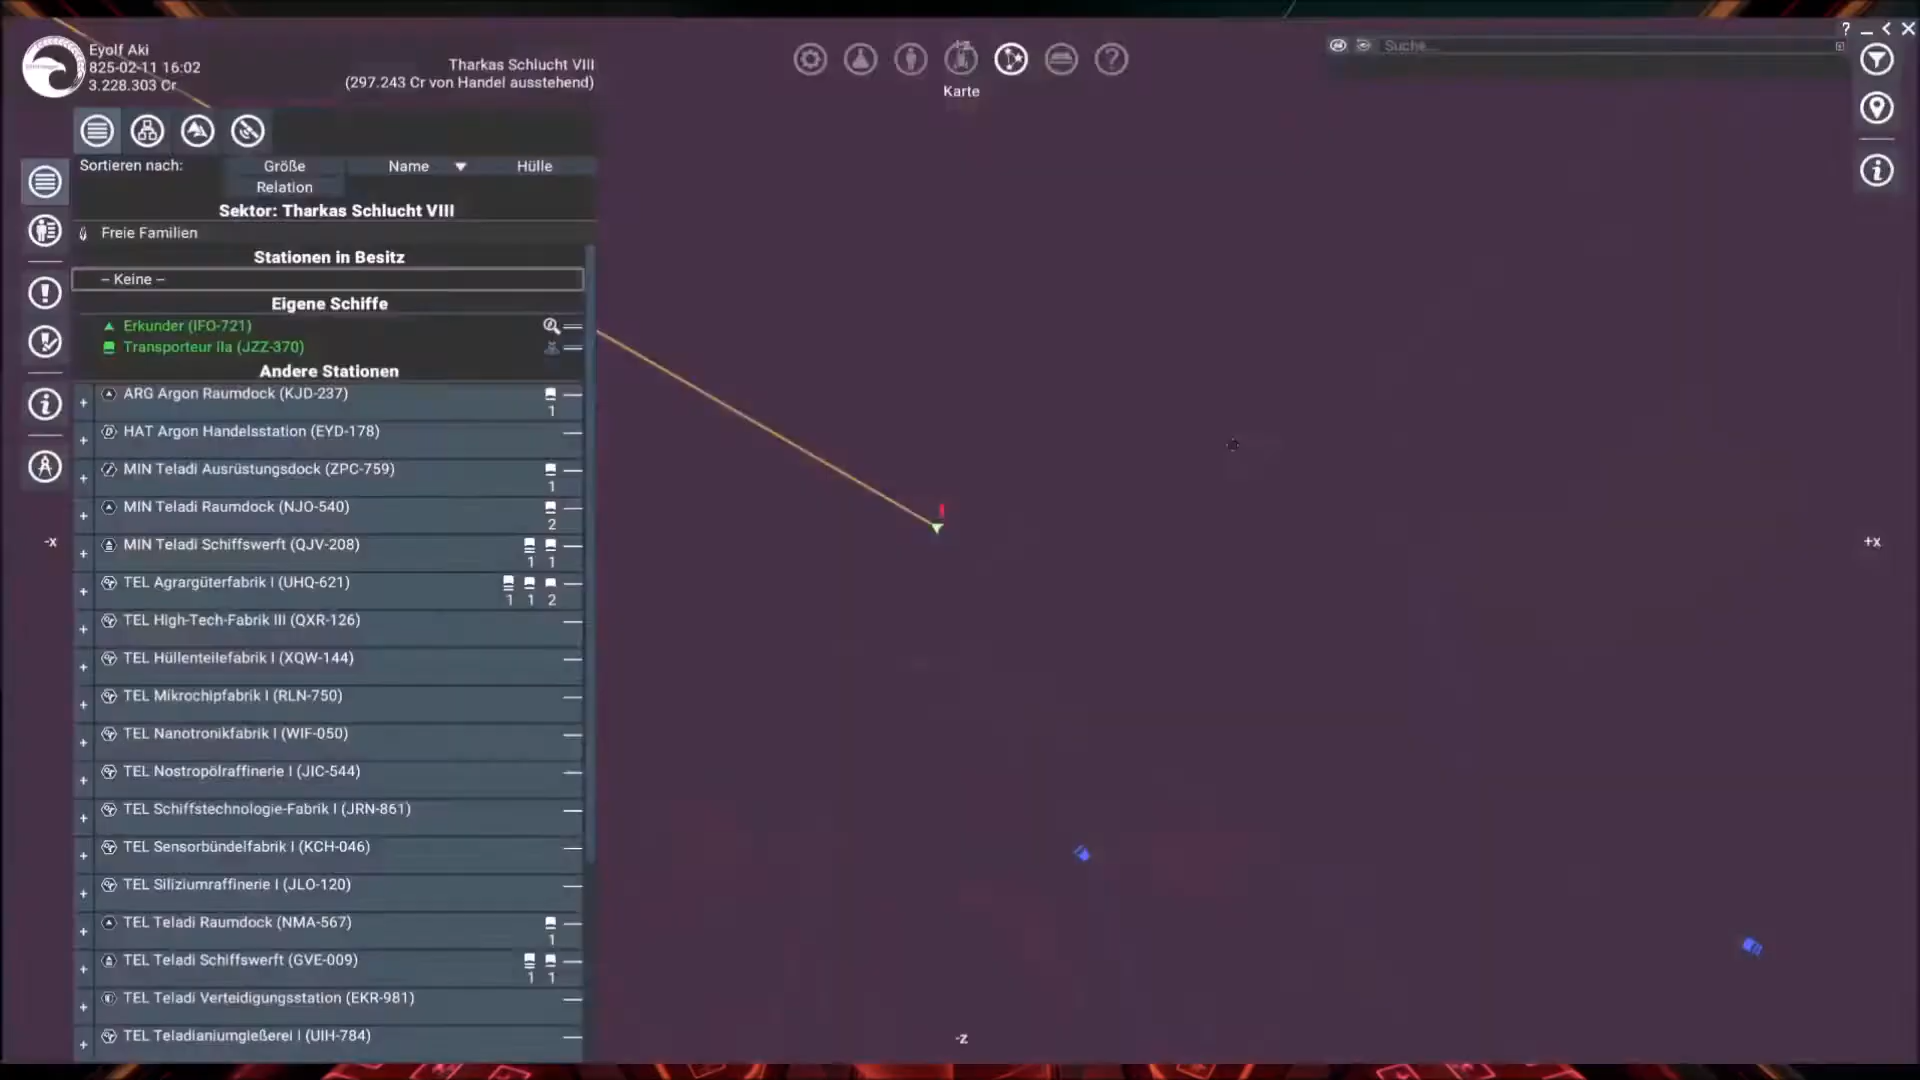 Eyolf Aki
825-02-11 16:02
3.228.303 Cr
Tharkas Schlucht VIII
(297.243 Cr von Handel ausstehend)
Karte
Suche...
Sortieren nach:
Größe
Name
Hülle
Relation
Sektor: Tharkas Schlucht VIII
Freie Familien
Stationen in Besitz
– Keine –
Eigene Schiffe
Erkunder (IFO-721)
Transporteur IIa (JZZ-370)
Andere Stationen
ARG Argon Raumdock (KJD-237)
1
HAT Argon Handelsstation (EYD-178)
MIN Teladi Ausrüstungsdock (ZPC-759)
1
MIN Teladi Raumdock (NJO-540)
2
MIN Teladi Schiffswerft (QJV-208)
1 1
TEL Agrargüterfabrik I (UHQ-621)
1 1 2
TEL High-Tech-Fabrik III (QXR-126)
TEL Hüllenteilefabrik I (XQW-144)
TEL Mikrochipfabrik I (RLN-750)
TEL Nanotronikfabrik I (WIF-050)
TEL Nostropölraffinerie I (JIC-544)
TEL Schiffstechnologie-Fabrik I (JRN-861)
TEL Sensorbündelfabrik I (KCH-046)
TEL Siliziumraffinerie I (JLO-120)
TEL Teladi Raumdock (NMA-567)
1
TEL Teladi Schiffswerft (GVE-009)
1 1
TEL Teladi Verteidigungsstation (EKR-981)
TEL Teladianiumgießerei I (UIH-784)
-x
+x
-z